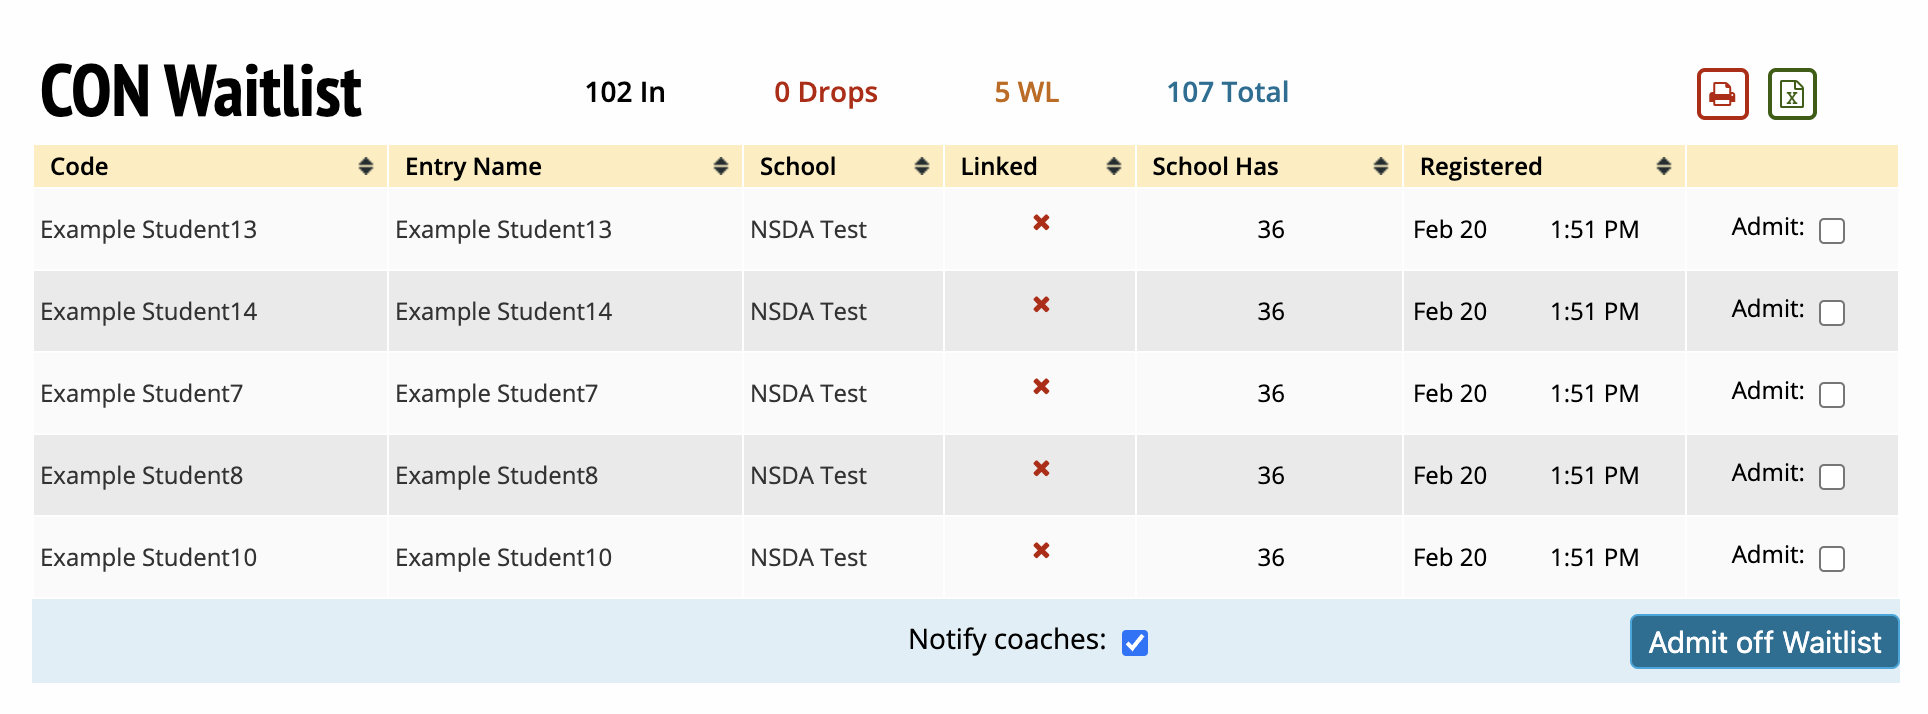 CON Waitlist 102 In 0 Drops 5 WL 107 Total
Code Entry Name School Linked School Has Registered
Example Student13 Example Student13 NSDA Test 36 Feb 20 1:51 PM Admit:
Example Student14 Example Student14 NSDA Test 36 Feb 20 1:51 PM Admit:
Example Student7 Example Student7 NSDA Test 36 Feb 20 1:51 PM Admit:
Example Student8 Example Student8 NSDA Test 36 Feb 20 1:51 PM Admit:
Example Student10 Example Student10 NSDA Test 36 Feb 20 1:51 PM Admit:
Notify coaches: Admit off Waitlist